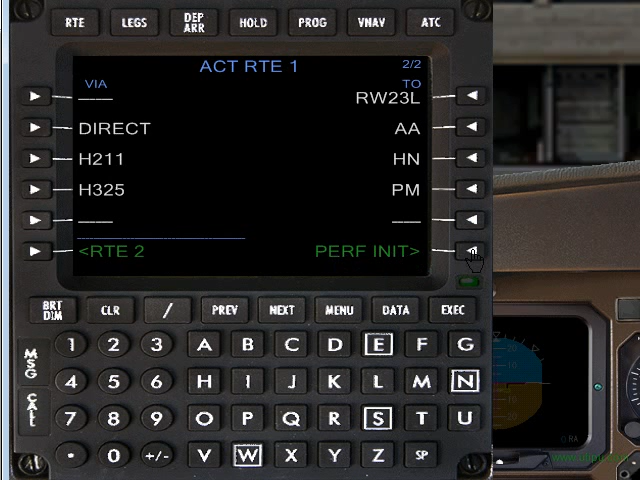 RTE LEGS DEP ARR HOLD PROG VNAV ATC
ACT RTE 1 2/2
VIA TO
----- RW23L
DIRECT AA
H211 HN
H325 PM
----- -----
<RTE 2 PERF INIT>
BRT DIM CLR / PREV NEXT MENU DATA EXEC
MSG
CALL
1 2 3 A B C D E F G
4 5 6 H I J K L M N
7 8 9 O P Q R S T U
. 0 +/- V W X Y Z SP
20
RA